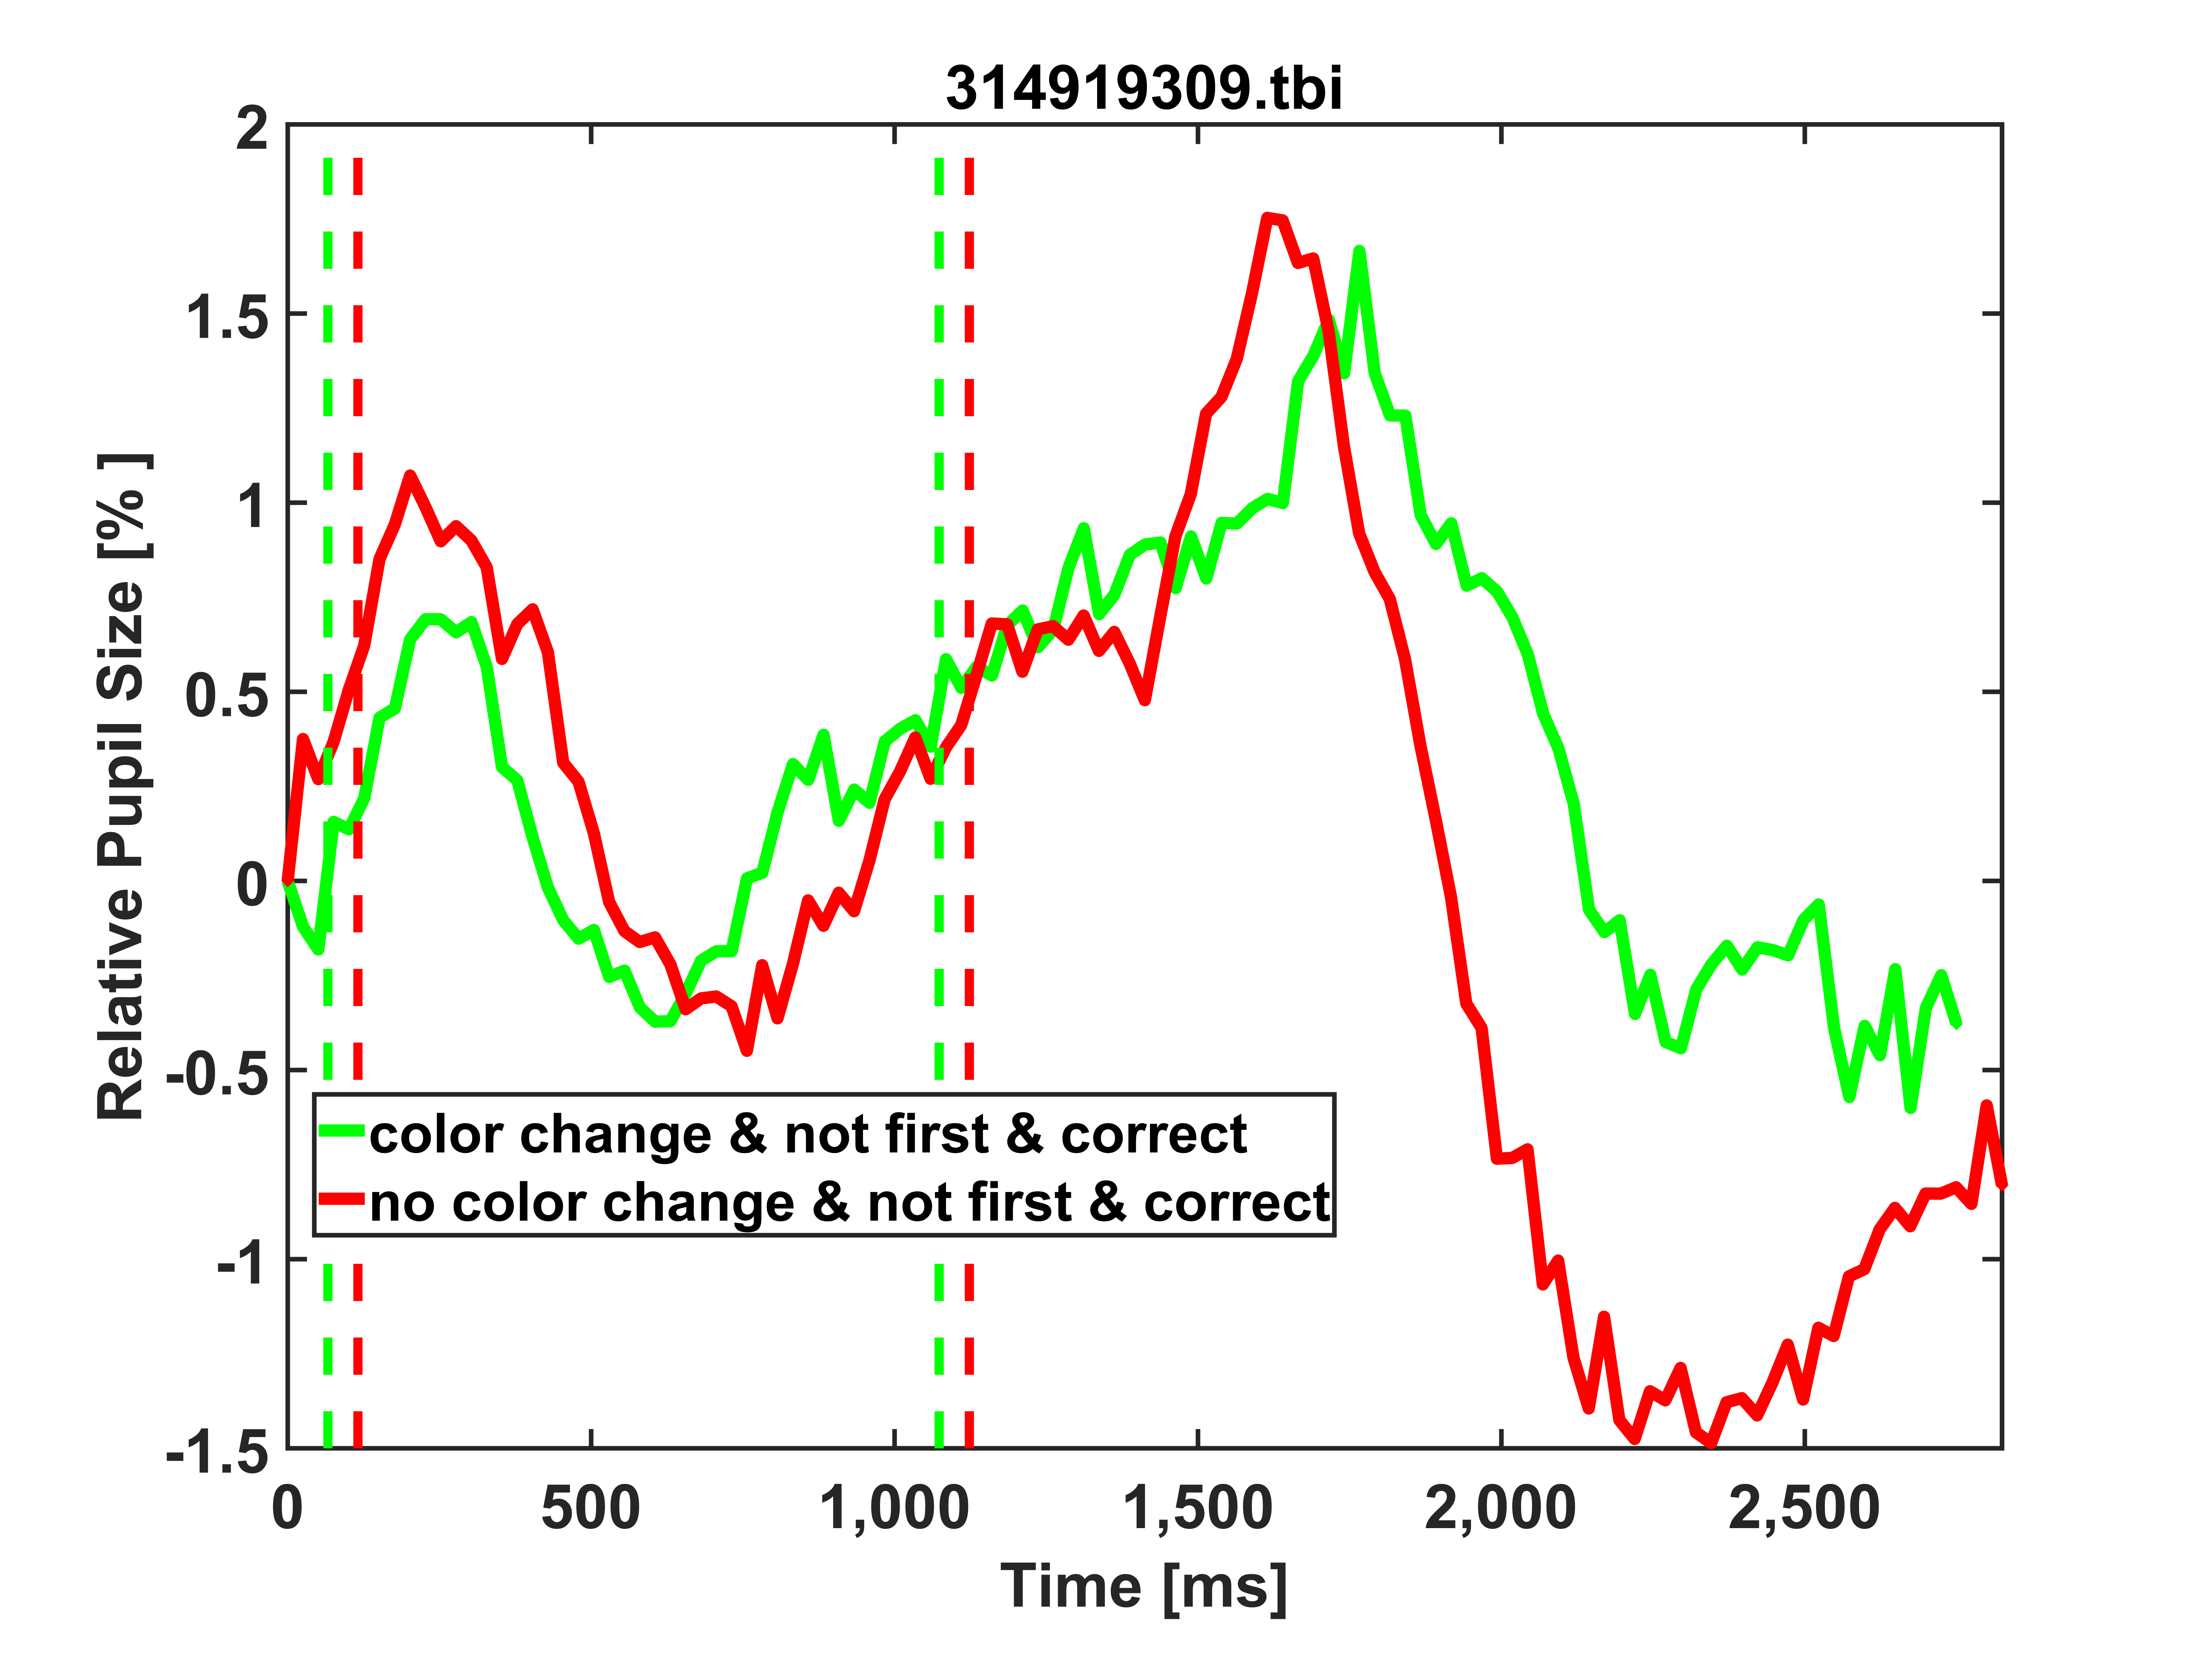 314919309.tbi
2
1.5
1
0.5
0
-0.5
-1
-1.5
Relative Pupil Size [% ]
color change & not first & correct
no color change & not first & correct
0 500 1,000 1,500 2,000 2,500
Time [ms]